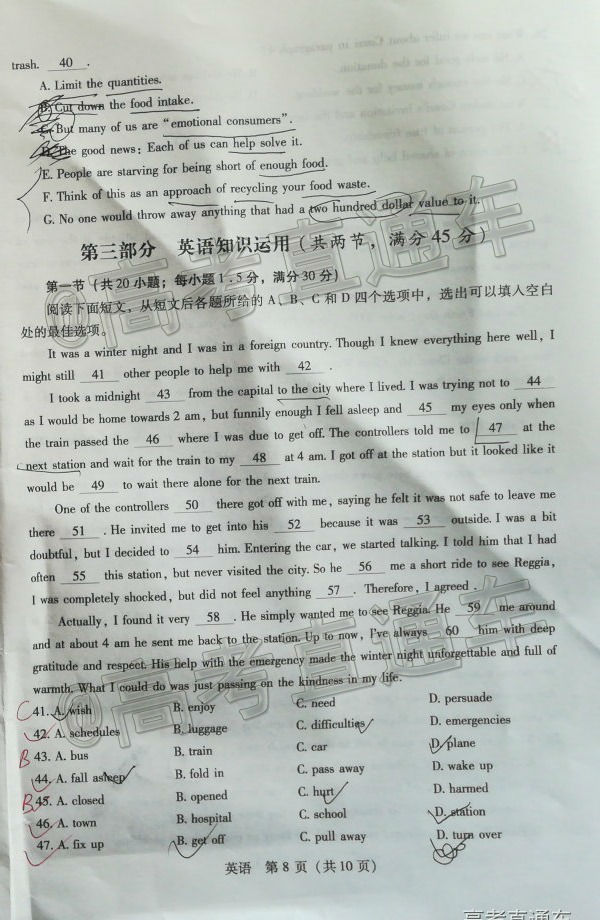 trash. 40 .
A. Limit the quantities.
B. Cut down the food intake.
C. But many of us are "emotional consumers".
D. The good news: Each of us can help solve it.
E. People are starving for being short of enough food.
F. Think of this as an approach of recycling your food waste.
G. No one would throw away anything that had a two hundred dollar value to it.
第三部分 英语知识运用(共两节,满分45分)
第一节(共20小题;每小题1.5分,满分30分)
阅读下面短文,从短文后各题所给的A、B、C和D四个选项中,选出可以填入空白
处的最佳选项。
It was a winter night and I was in a foreign country. Though I knew everything here well, I
might still 41 other people to help me with 42 .
I took a midnight 43 from the capital to the city where I lived. I was trying not to 44
as I would be home towards 2 am, but funnily enough I fell asleep and 45 my eyes only when
the train passed the 46 where I was due to get off. The controllers told me to 47 at the
next station and wait for the train to my 48 at 4 am. I got off at the station but it looked like it
would be 49 to wait there alone for the next train.
One of the controllers 50 there got off with me, saying he felt it was not safe to leave me
there 51 . He invited me to get into his 52 because it was 53 outside. I was a bit
doubtful, but I decided to 54 him. Entering the car, we started talking. I told him that I had
often 55 this station, but never visited the city. So he 56 me a short ride to see Reggia,
I was completely shocked, but did not feel anything 57 . Therefore, I agreed.
Actually, I found it very 58 . He simply wanted me to see Reggia. He 59 me around
and at about 4 am he sent me back to the station. Up to now, I've always 60 him with deep
gratitude and respect. His help with the emergency made the winter night unforgettable and full of
warmth. What I could do was just passing on the kindness in my life.
C 41. A. wish B. enjoy C. need D. persuade
42. A. schedules B. luggage C. difficulties D. emergencies
B 43. A. bus B. train C. car D. plane
44. A. fall asleep B. fold in C. pass away D. wake up
B 45. A. closed B. opened C. hurt D. harmed
46. A. town B. hospital C. school D. station
47. A. fix up B. get off C. pull away D. turn over
英语 第8页(共10页)
@高考直通车
@高考直通车
高考直通车